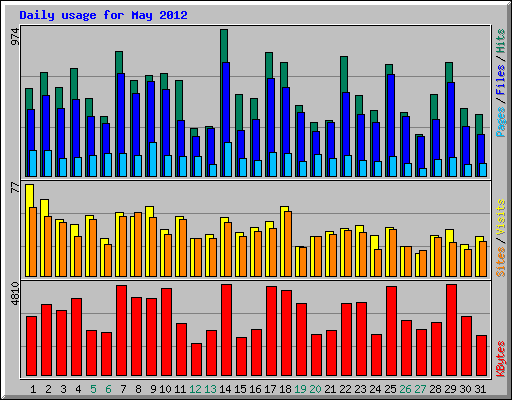 Daily usage for May 2012
974
Pages / Files / Hits
77
Sites / Visits
4810
KBytes
1 2 3 4 5 6 7 8 9 10 11 12 13 14 15 16 17 18 19 20 21 22 23 24 25 26 27 28 29 30 31